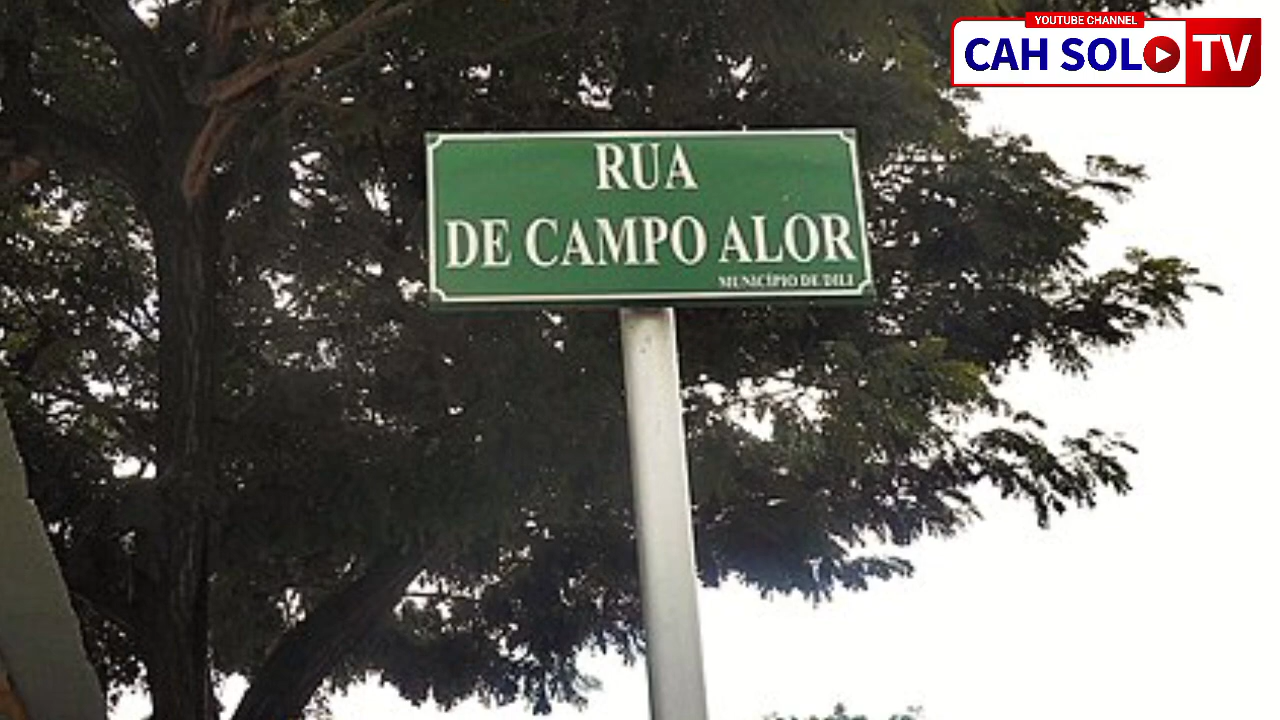 YOUTUBE CHANNEL
CAH SOLO TV
RUA
DE CAMPO ALOR
MUNICÍPIO DE DILI